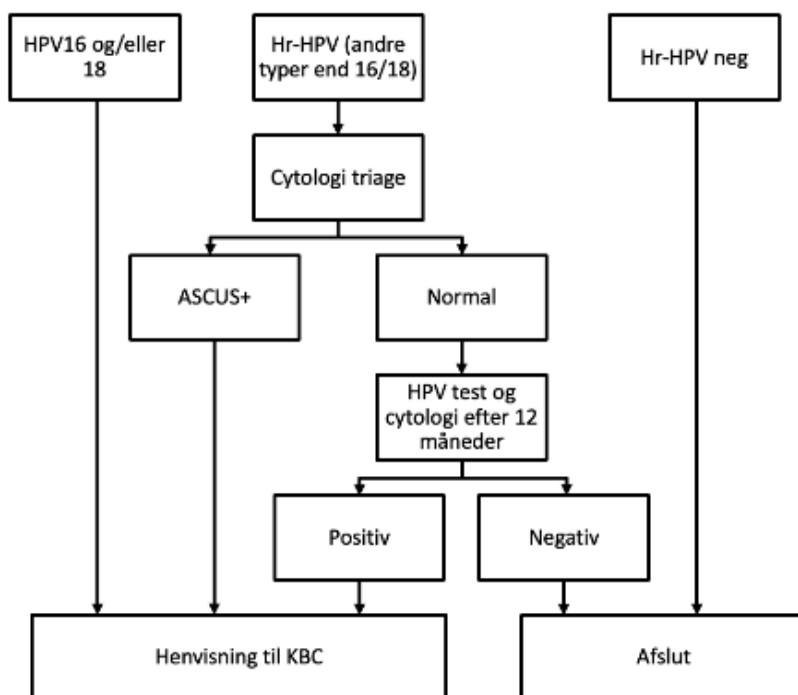 HPV16 og/eller
18
Hr-HPV (andre
typer end 16/18)
Hr-HPV neg
Cytologi triage
ASCUS+
Normal
HPV test og
cytologi efter 12
måneder
Positiv
Negativ
Henvisning til KBC
Afslut